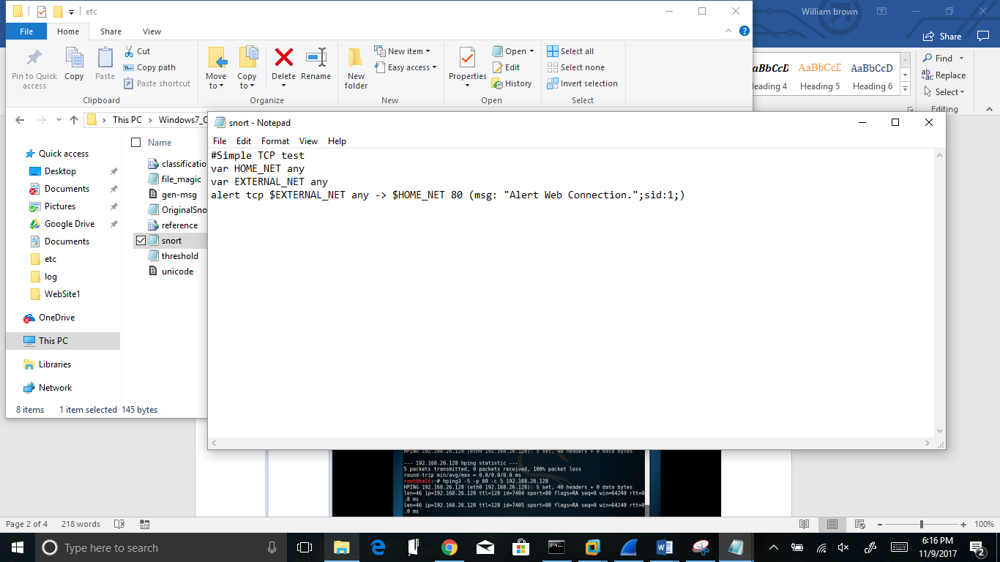 etc
William brown
File Home Share View
Share
Pin to Quick access
Copy
Paste
Cut
Copy path
Paste shortcut
Clipboard
Move to
Copy to
Delete
Rename
Organize
New folder
New item
Easy access
New
Properties
Open
Edit
History
Open
Select all
Select none
Invert selection
Select
AaBbCcD
AaBbCcD
Heading 5
Heading 6
Find
Replace
Select
Editing
This PC
Name
Quick access
Desktop
Documents
Pictures
Google Drive
Documents
etc
log
WebSite1
OneDrive
This PC
Libraries
Network
file_magic
gen-msg
reference
snort
threshold
unicode
8 items 1 item selected 145 bytes
snort - Notepad
File Edit Format View Help
#Simple TCP test
var HOME_NET any
var EXTERNAL_NET any
alert tcp $EXTERNAL_NET any -> $HOME_NET 80 (msg: "Alert Web Connection.";sid:1;)
HPING 192.168.26.128 (eth0 192.168.26.128): S set, 40 headers + 0 data bytes
--- 192.168.26.128 hping statistic ---
5 packets transmitted, 0 packets received, 100% packet loss
round-trip min/avg/max = 0.0/0.0/0.0 ms
root@kali:~# hping3 -S -p 80 -c 5 192.168.26.128
HPING 192.168.26.128 (eth0 192.168.26.128): S set, 40 headers + 0 data bytes
len=46 ip=192.168.26.128 ttl=128 id=7404 sport=80 flags=RA seq=0 win=64240 rtt=0
.0 ms
len=46 ip=192.168.26.128 ttl=128 id=7405 sport=80 flags=RA seq=0 win=64240 rtt=0
.0 ms
Page 2 of 4 218 words
100%
Type here to search
6:16 PM
11/9/2017
2